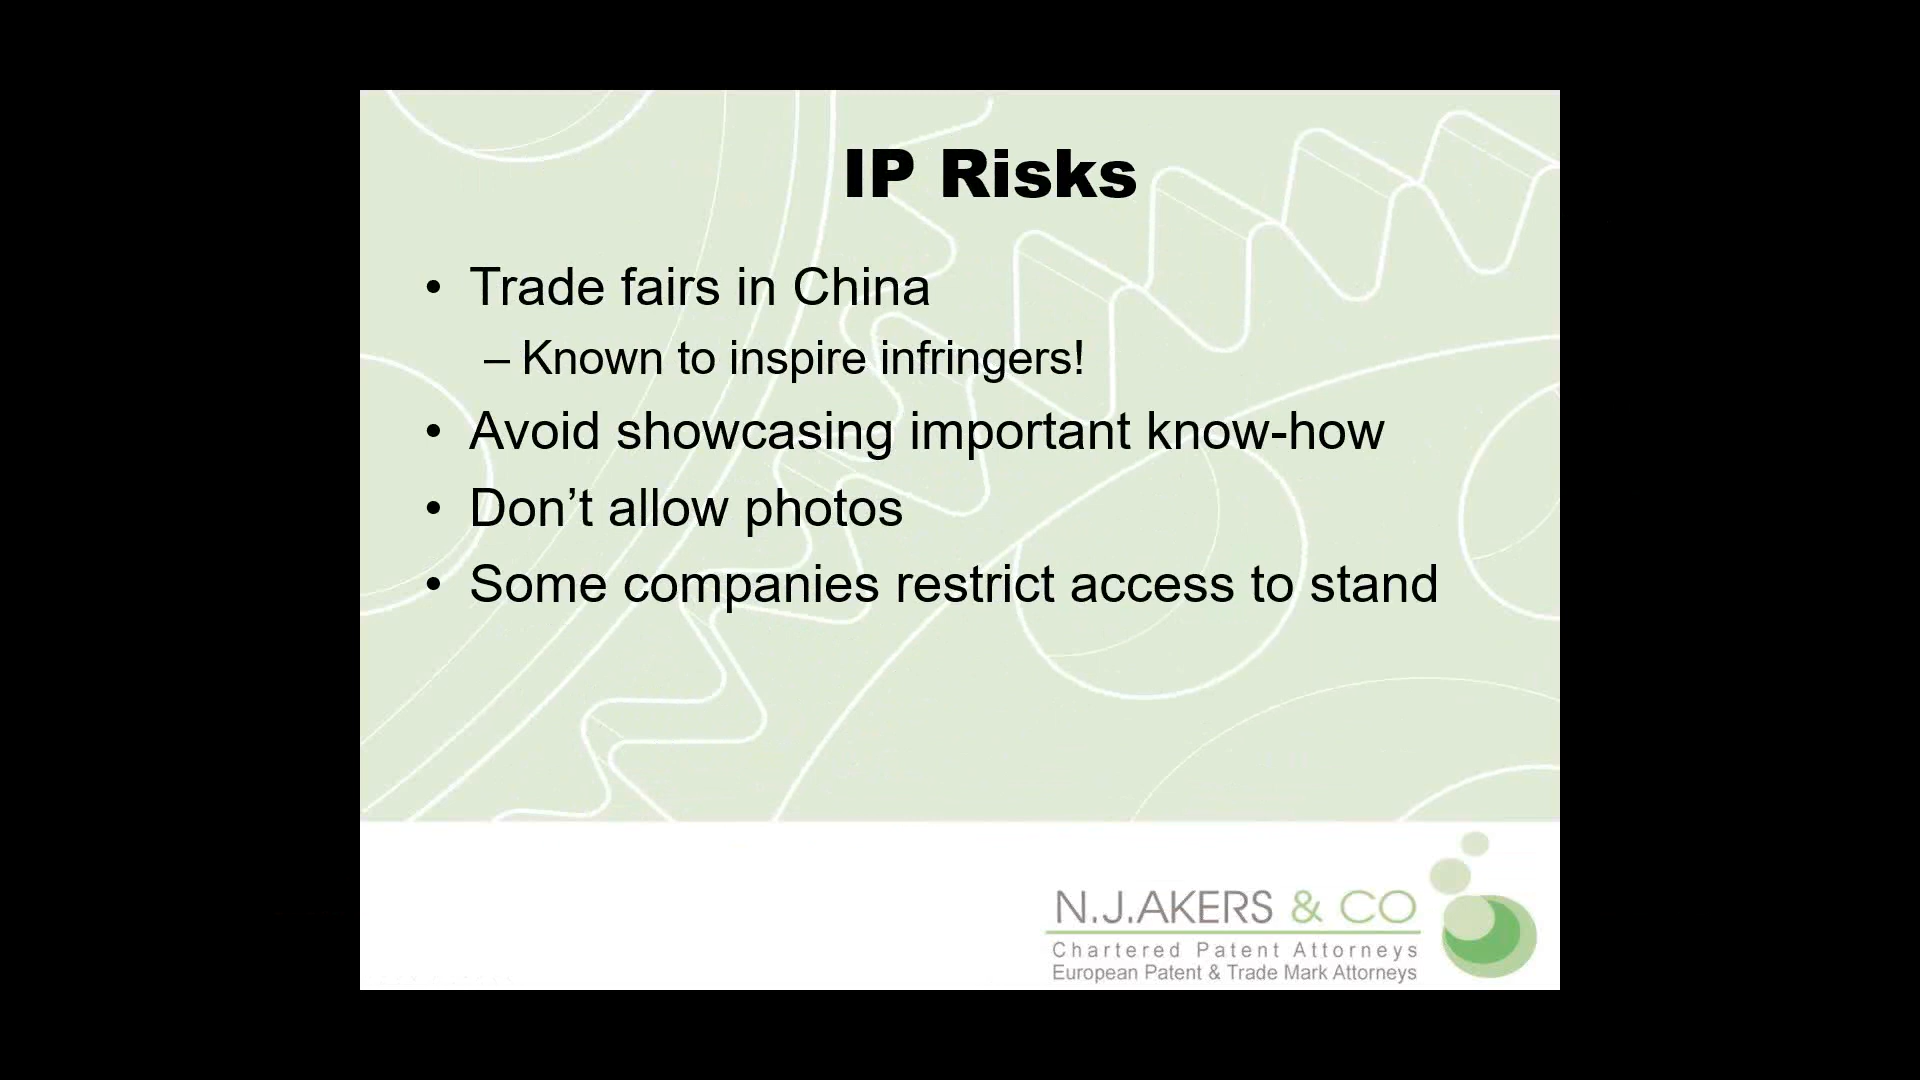 IP Risks
• Trade fairs in China
– Known to inspire infringers!
• Avoid showcasing important know-how
• Don’t allow photos
• Some companies restrict access to stand
N.J.AKERS & CO
Chartered Patent Attorneys
European Patent & Trade Mark Attorneys